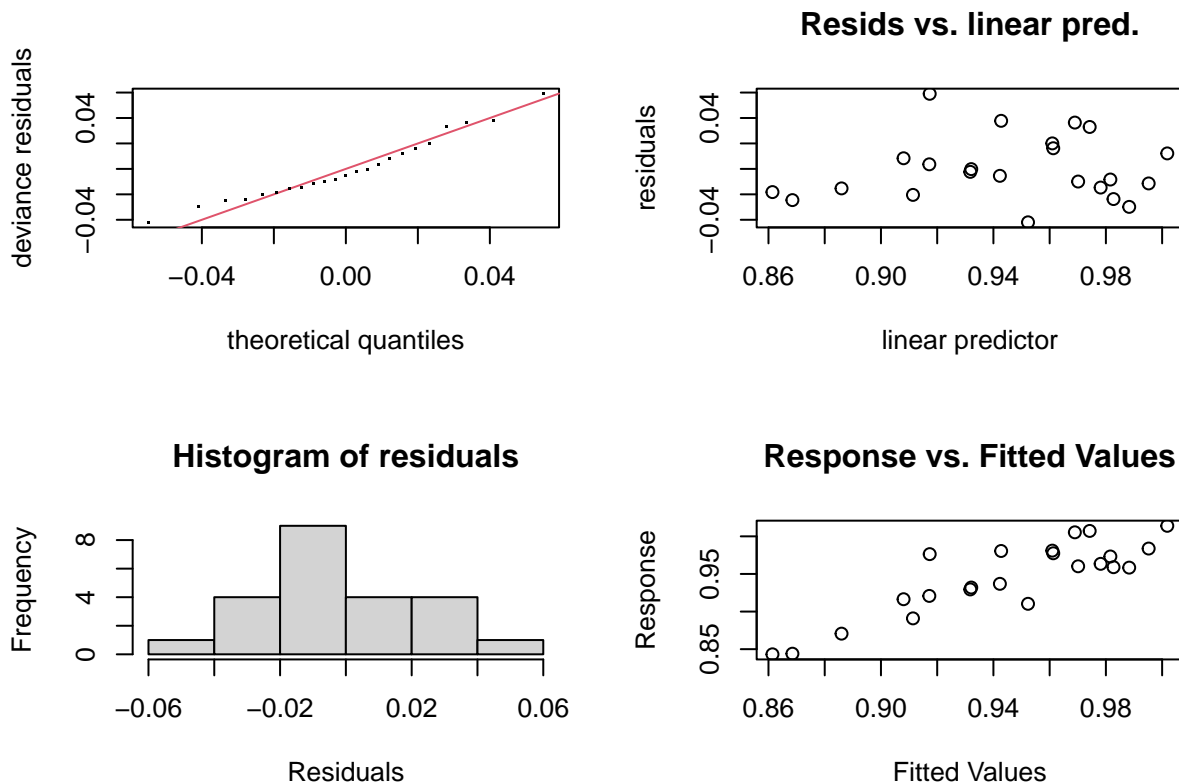 deviance residuals
0.04
−0.04
−0.04 0.00 0.04
theoretical quantiles
Resids vs. linear pred.
residuals
0.04
−0.04
0.86 0.90 0.94 0.98
linear predictor
Histogram of residuals
Frequency
8
4
0
−0.06 −0.02 0.02 0.06
Residuals
Response vs. Fitted Values
Response
0.95
0.85
0.86 0.90 0.94 0.98
Fitted Values